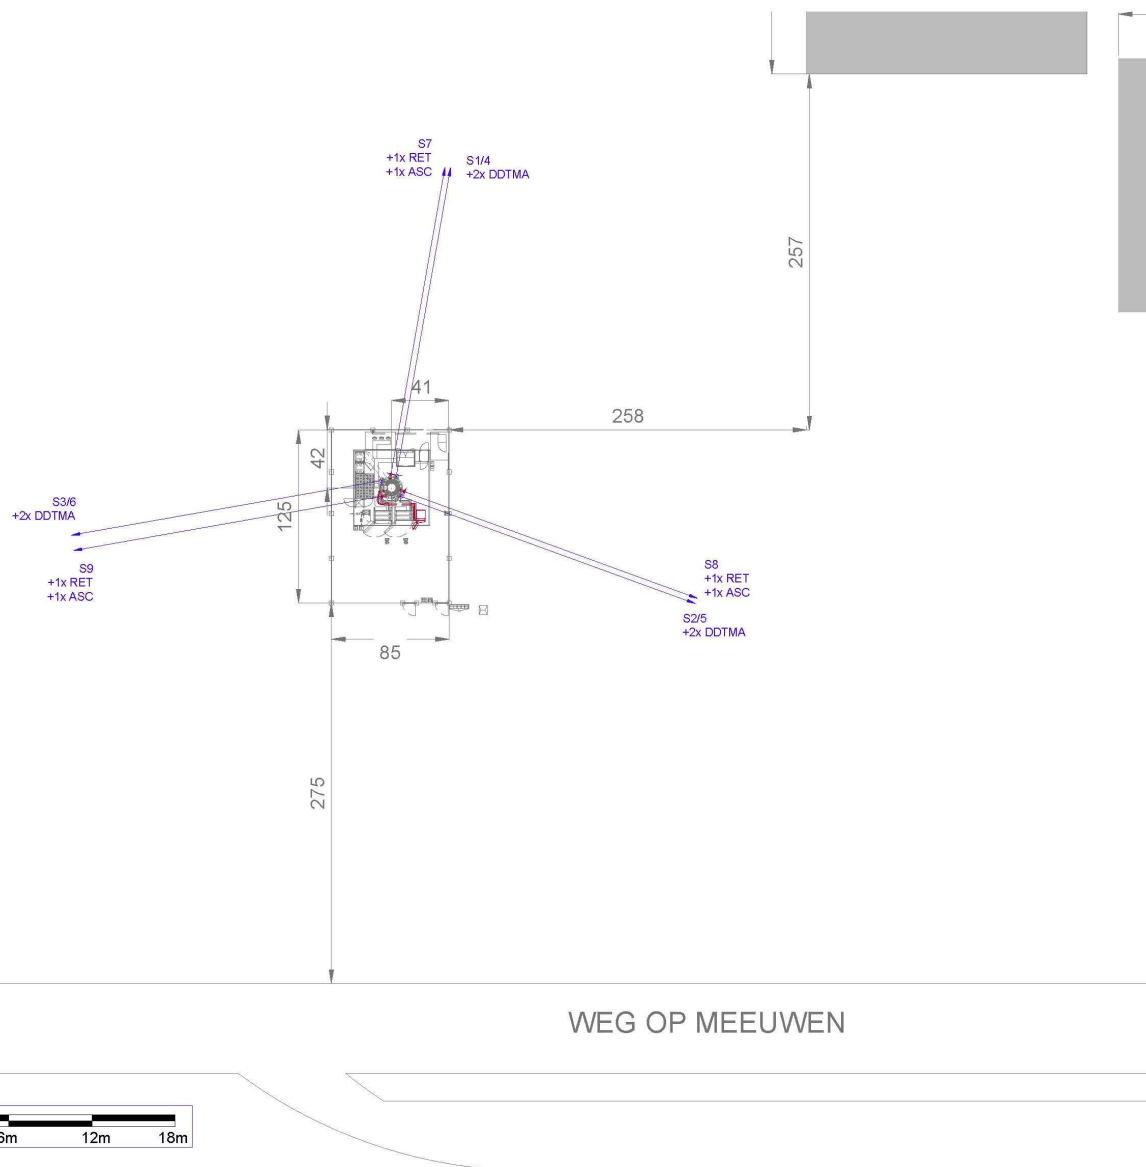 S7
+1x RET
+1x ASC
S1/4
+2x DDTMA
257
41
258
42
125
S3/6
+2x DDTMA
S9
+1x RET
+1x ASC
S8
+1x RET
+1x ASC
S2/5
+2x DDTMA
85
275
WEG OP MEEUWEN
6m 12m 18m